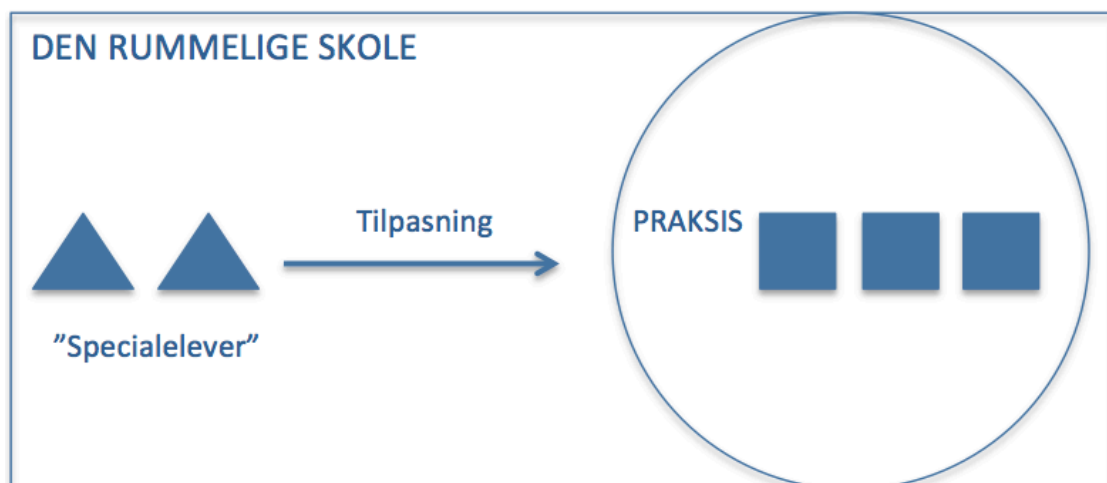 DEN RUMMELIGE SKOLE
Tilpasning
PRAKSIS
”Specialelever”